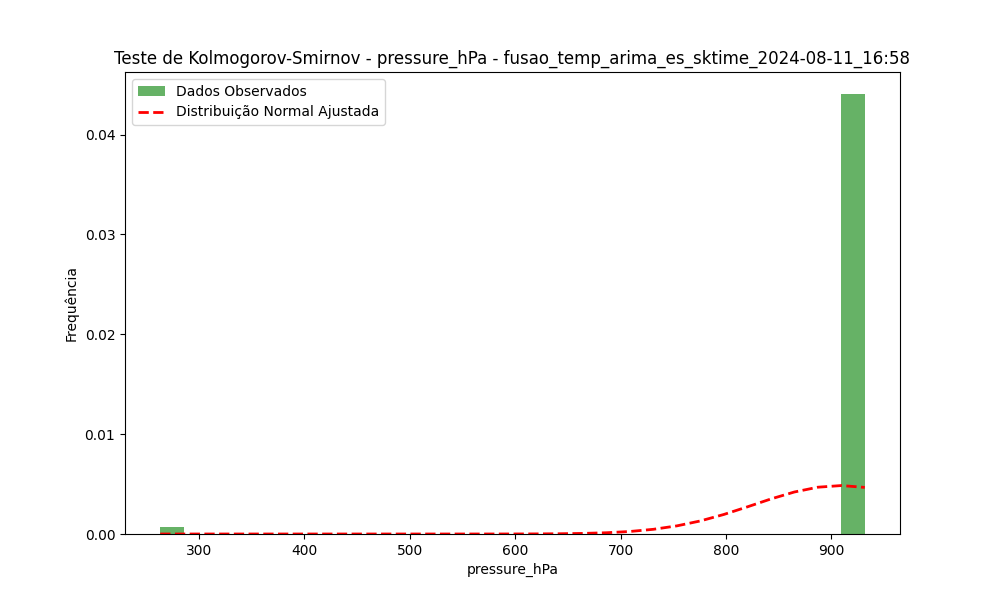 Teste de Kolmogorov-Smirnov - pressure_hPa - fusao_temp_arima_es_sktime_2024-08-11_16:58
Dados Observados
Distribuição Normal Ajustada
Frequência
0.04
0.03
0.02
0.01
0.00
300 400 500 600 700 800 900
pressure_hPa